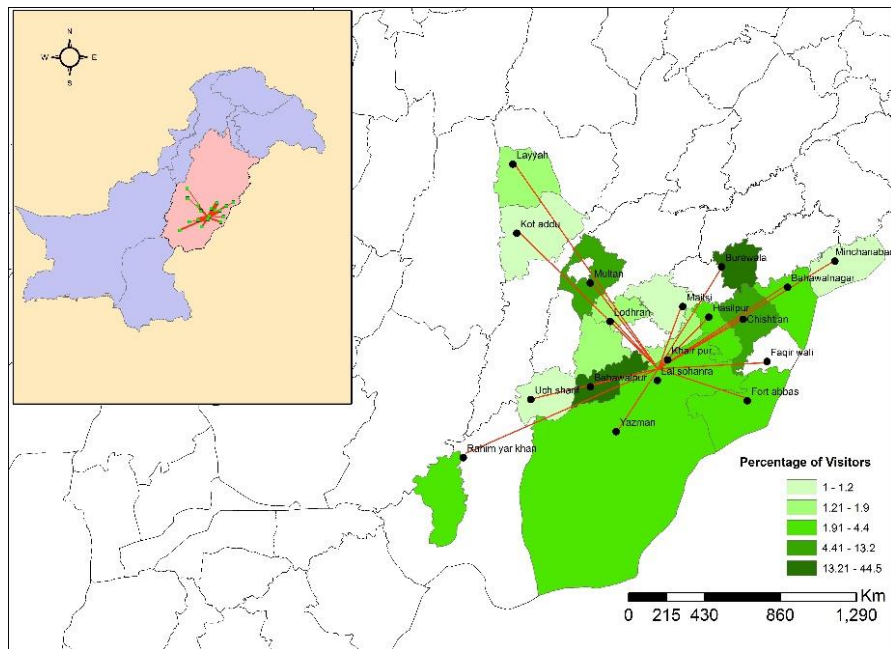 N
W E
S
Layyah
Kot addu
Multan
Burewala
Minchanabad
Bahawalnagar
Mailsi
Hasilpur
Lodhran
Chishtian
Khair pur
Faqir wali
Lal sohanra
Uch sharif
Bahawalpur
Fort abbas
Yazman
Rahim yar khan
Percentage of Visitors
1 - 1.2
1.21 - 1.9
1.91 - 4.4
4.41 - 13.2
13.21 - 44.5
Km
0 215 430 860 1,290